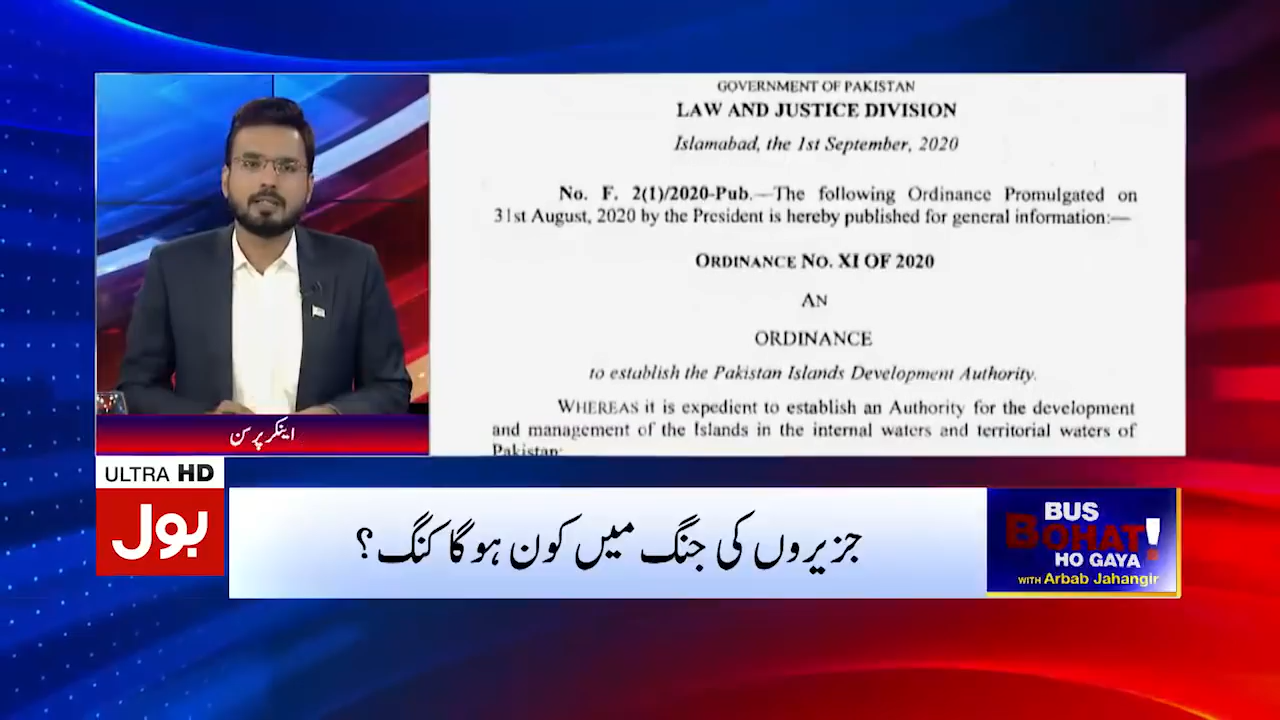 GOVERNMENT OF PAKISTAN
LAW AND JUSTICE DIVISION
Islamabad, the 1st September, 2020
No. F. 2(1)/2020-Pub.—The following Ordinance Promulgated on
31st August, 2020 by the President is hereby published for general information:—
ORDINANCE NO. XI OF 2020
AN
ORDINANCE
to establish the Pakistan Islands Development Authority.
WHEREAS it is expedient to establish an Authority for the development
and management of the Islands in the internal waters and territorial waters of
Pakistan:
اینکر پرسن
ULTRA HD
بول
جزیروں کی جنگ میں کون ہوگا کنگ؟
BUS
BOHAT!
HO GAYA
WITH Arbab Jahangir